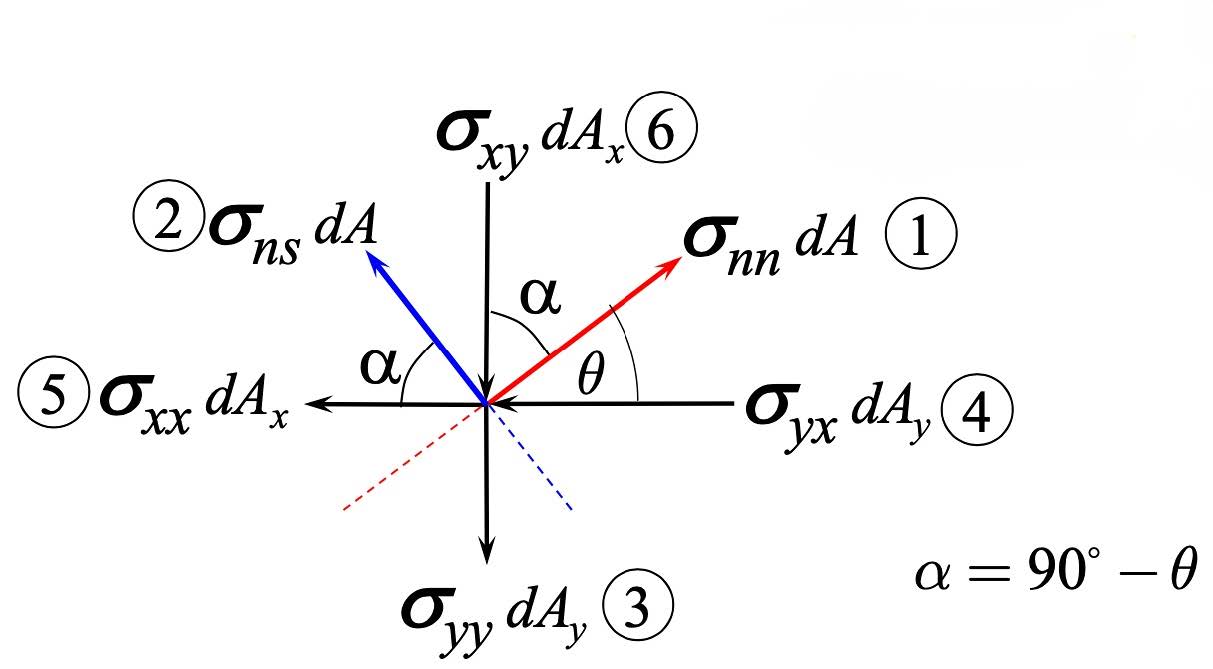 σxy dAx ⑥
② σns dA
σnn dA ①
α
α
θ
⑤ σxx dAx
σyx dAy ④
α = 90° − θ
σyy dAy ③